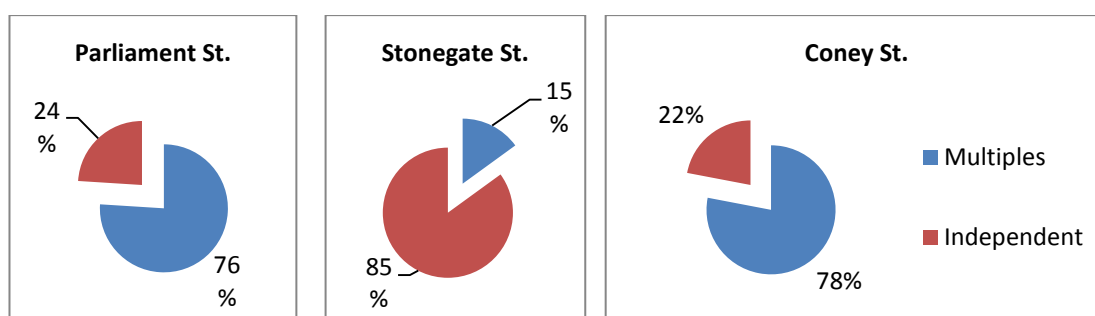 Parliament St.
24
%
76
%
Stonegate St.
15
%
85
%
Coney St.
22%
78%
Multiples
Independent